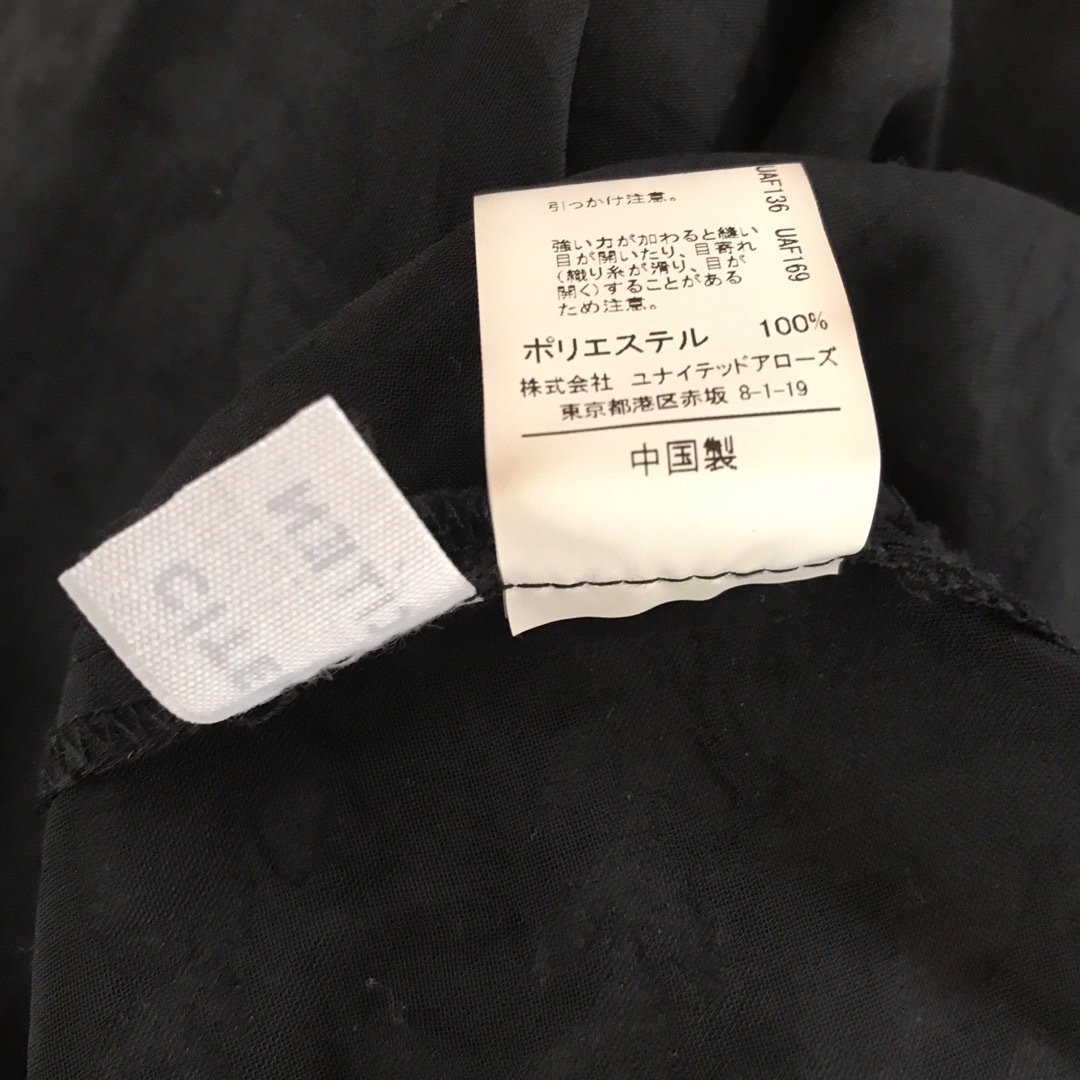 引っかけ注意。
強い力が加わると縫い
目が開いたり、目寄れ
(織り糸が滑り、目が
開く)することがある
ため注意。
ポリエステル 100%
株式会社 ユナイテッドアローズ
東京都港区赤坂 8-1-19
中国製
UAF136 UAF169